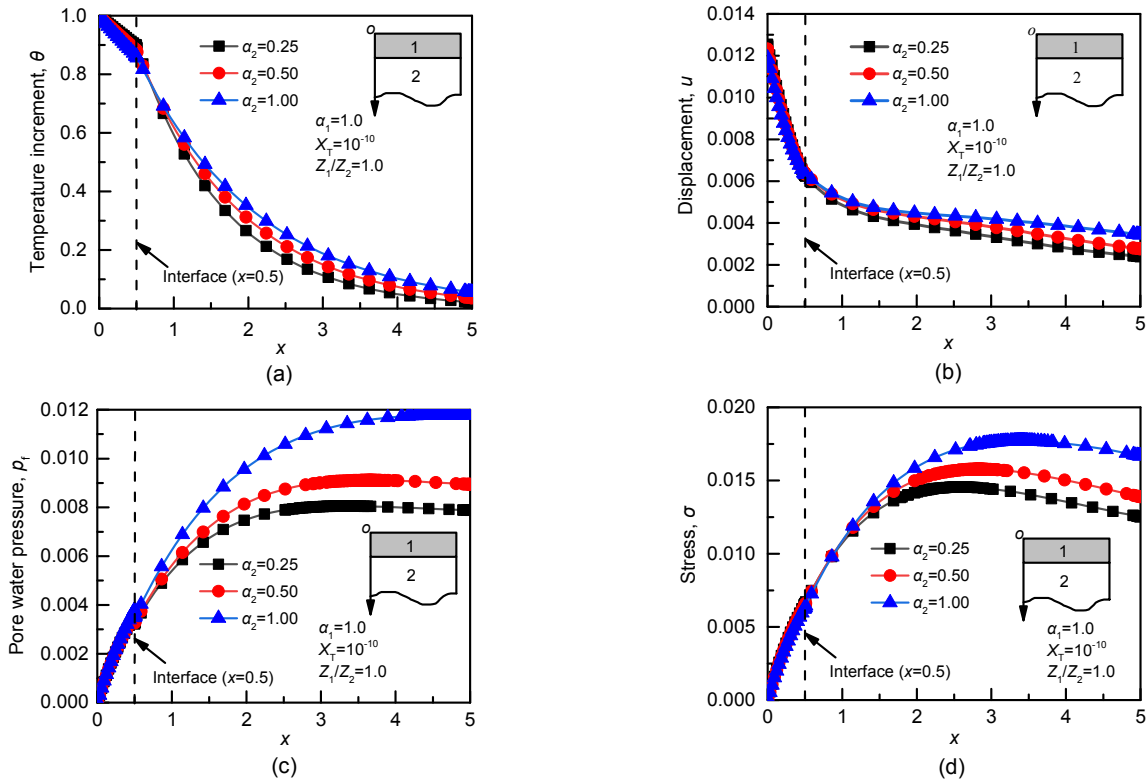 Temperature increment, θ
1.0
0.8
0.6
0.4
0.2
0.0
α₂=0.25
α₂=0.50
α₂=1.00
o
1
2
α₁=1.0
X_T=10⁻¹⁰
Z₁/Z₂=1.0
Interface (x=0.5)
0 1 2 3 4 5
x
(a)
Displacement, u
0.014
0.012
0.010
0.008
0.006
0.004
0.002
0.000
α₂=0.25
α₂=0.50
α₂=1.00
o
1
2
α₁=1.0
X_T=10⁻¹⁰
Z₁/Z₂=1.0
Interface (x=0.5)
0 1 2 3 4 5
x
(b)
Pore water pressure, p_f
0.012
0.010
0.008
0.006
0.004
0.002
0.000
o
1
2
α₂=0.25
α₂=0.50
α₂=1.00
α₁=1.0
X_T=10⁻¹⁰
Z₁/Z₂=1.0
Interface (x=0.5)
0 1 2 3 4 5
x
(c)
Stress, σ
0.020
0.015
0.010
0.005
0.000
o
1
2
α₂=0.25
α₂=0.50
α₂=1.00
α₁=1.0
X_T=10⁻¹⁰
Z₁/Z₂=1.0
Interface (x=0.5)
0 1 2 3 4 5
x
(d)